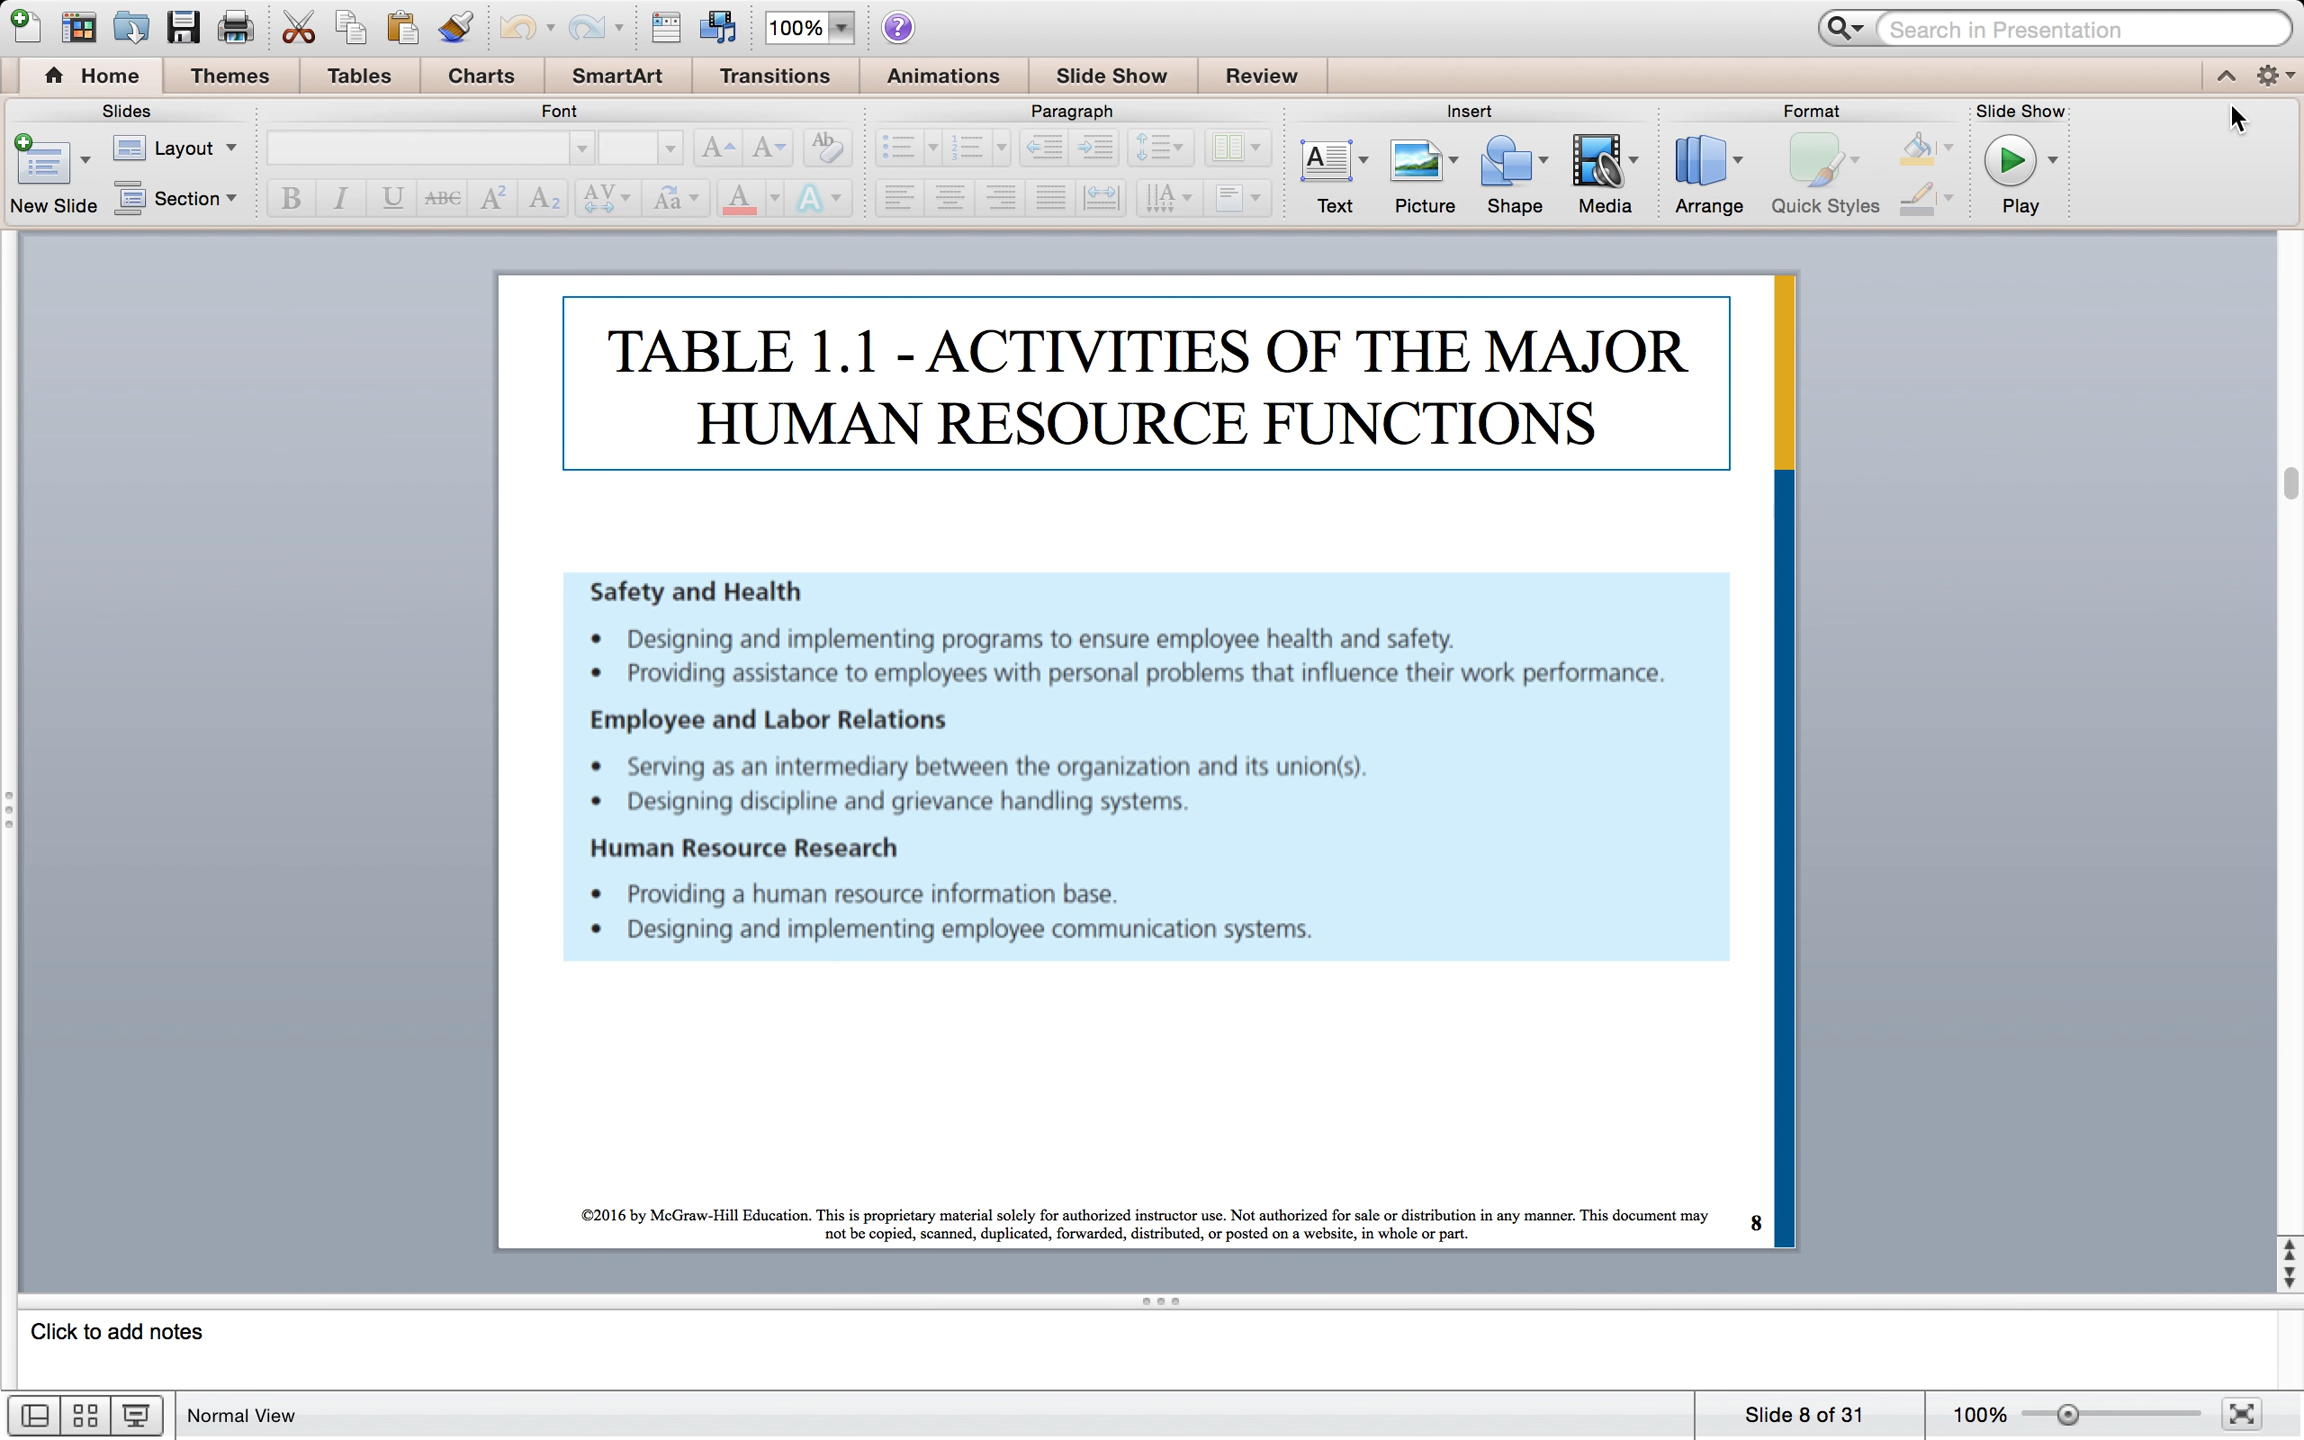 100%
Search in Presentation
Home Themes Tables Charts SmartArt Transitions Animations Slide Show Review
Slides Font Paragraph Insert Format Slide Show
New Slide Layout Section
Text Picture Shape Media Arrange Quick Styles Play
TABLE 1.1 - ACTIVITIES OF THE MAJOR
HUMAN RESOURCE FUNCTIONS
Safety and Health
• Designing and implementing programs to ensure employee health and safety.
• Providing assistance to employees with personal problems that influence their work performance.
Employee and Labor Relations
• Serving as an intermediary between the organization and its union(s).
• Designing discipline and grievance handling systems.
Human Resource Research
• Providing a human resource information base.
• Designing and implementing employee communication systems.
©2016 by McGraw-Hill Education. This is proprietary material solely for authorized instructor use. Not authorized for sale or distribution in any manner. This document may
not be copied, scanned, duplicated, forwarded, distributed, or posted on a website, in whole or part.
8
Click to add notes
Normal View
Slide 8 of 31
100%